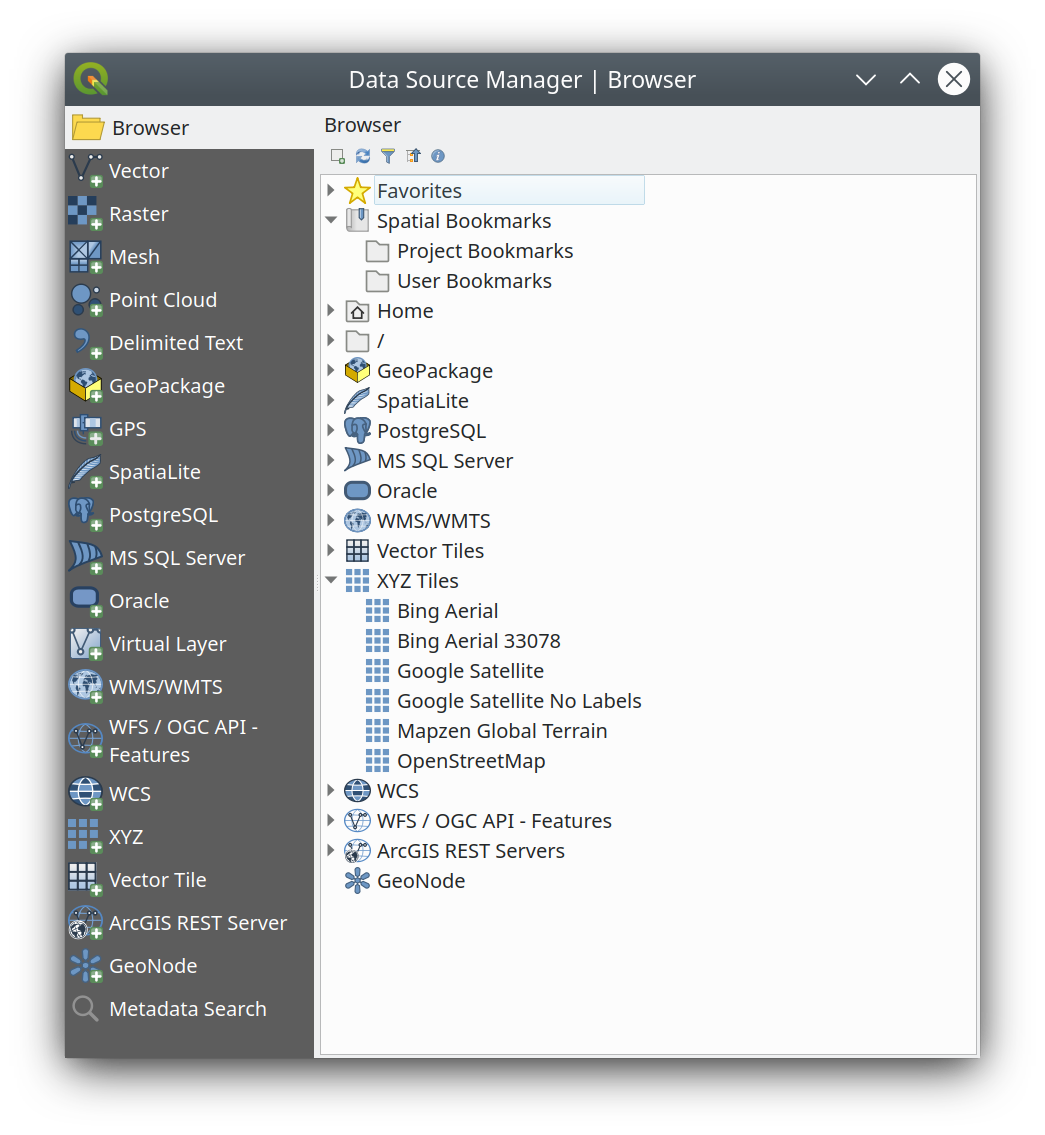 Data Source Manager | Browser
Browser
Vector
Raster
Mesh
Point Cloud
Delimited Text
GeoPackage
GPS
SpatiaLite
PostgreSQL
MS SQL Server
Oracle
Virtual Layer
WMS/WMTS
WFS / OGC API -
Features
WCS
XYZ
Vector Tile
ArcGIS REST Server
GeoNode
Metadata Search
Browser
Favorites
Spatial Bookmarks
Project Bookmarks
User Bookmarks
Home
/
GeoPackage
SpatiaLite
PostgreSQL
MS SQL Server
Oracle
WMS/WMTS
Vector Tiles
XYZ Tiles
Bing Aerial
Bing Aerial 33078
Google Satellite
Google Satellite No Labels
Mapzen Global Terrain
OpenStreetMap
WCS
WFS / OGC API - Features
ArcGIS REST Servers
GeoNode